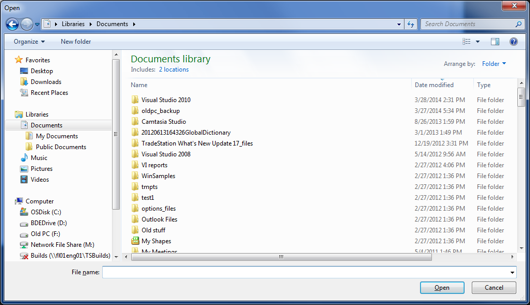 Open
Libraries
Documents
Search Documents
Organize
New folder
Favorites
Desktop
Downloads
Recent Places
Libraries
Documents
My Documents
Public Documents
Music
Pictures
Videos
Computer
OSDisk (C:)
BDEDrive (D:)
Old PC (F:)
Network File Share (M:)
Builds (\\fl01eng01\TSBuilds)
Documents library
Includes: 2 locations
Arrange by: Folder
Name Date modified Type
Visual Studio 2010 3/28/2014 2:31 PM File folder
oldpc_backup 3/27/2014 5:34 PM File folder
Camtasia Studio 8/26/2013 1:59 PM File folder
20120613164326GlobalDictionary 3/1/2013 1:49 PM File folder
TradeStation What's New Update 17_files 12/19/2012 3:31 PM File folder
Visual Studio 2008 5/14/2012 9:56 AM File folder
VI reports 2/27/2012 1:36 PM File folder
WinSamples 2/27/2012 1:36 PM File folder
tmpts 2/27/2012 1:36 PM File folder
test1 2/27/2012 1:36 PM File folder
options_files 2/27/2012 1:36 PM File folder
Outlook Files 2/27/2012 1:36 PM File folder
Old stuff 2/27/2012 1:36 PM File folder
My Shapes 2/27/2012 1:36 PM File folder
My Meetings File folder
File name:
Open
Cancel